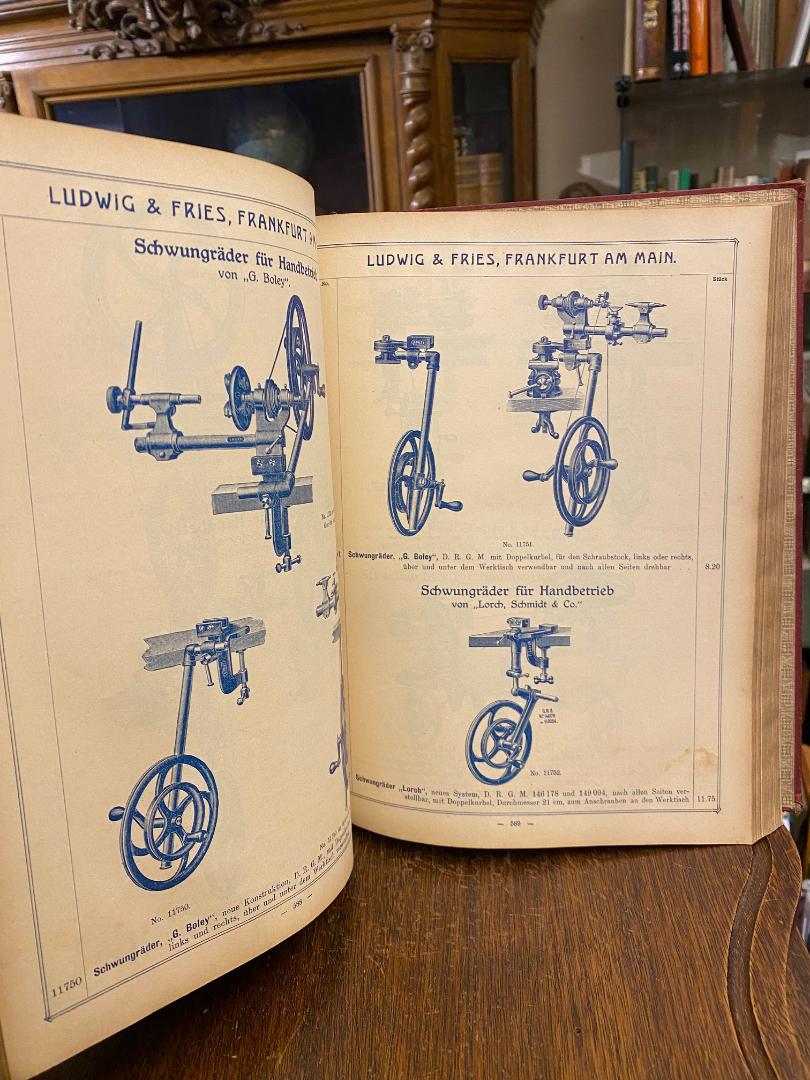 LUDWIG & FRIES, FRANKFURT A
Schwungräder für Handbetrieb
von „G. Boley".
No. 11750.
11750 Schwungräder, „G. Boley", neue Konstruktion, D. R. G. M. mit
links und rechts, über und unter dem Werktisch
— 588 —
LUDWIG & FRIES, FRANKFURT AM MAIN.
Stück
No. 11751.
Schwungräder, „G. Boley", D. R. G. M. mit Doppelkurbel, für den Schraubstock, links oder rechts,
über und unter dem Werktisch verwendbar und nach allen Seiten drehbar . . 8.20
Schwungräder für Handbetrieb
von „Lorch, Schmidt & Co."
No. 11752.
Schwungräder „Lorch", neues System, D. R. G. M. 146178 und 149094, nach allen Seiten ver-
stellbar, mit Doppelkurbel, Durchmesser 21 cm, zum Anschrauben an den Werktisch 11.75
— 589 —